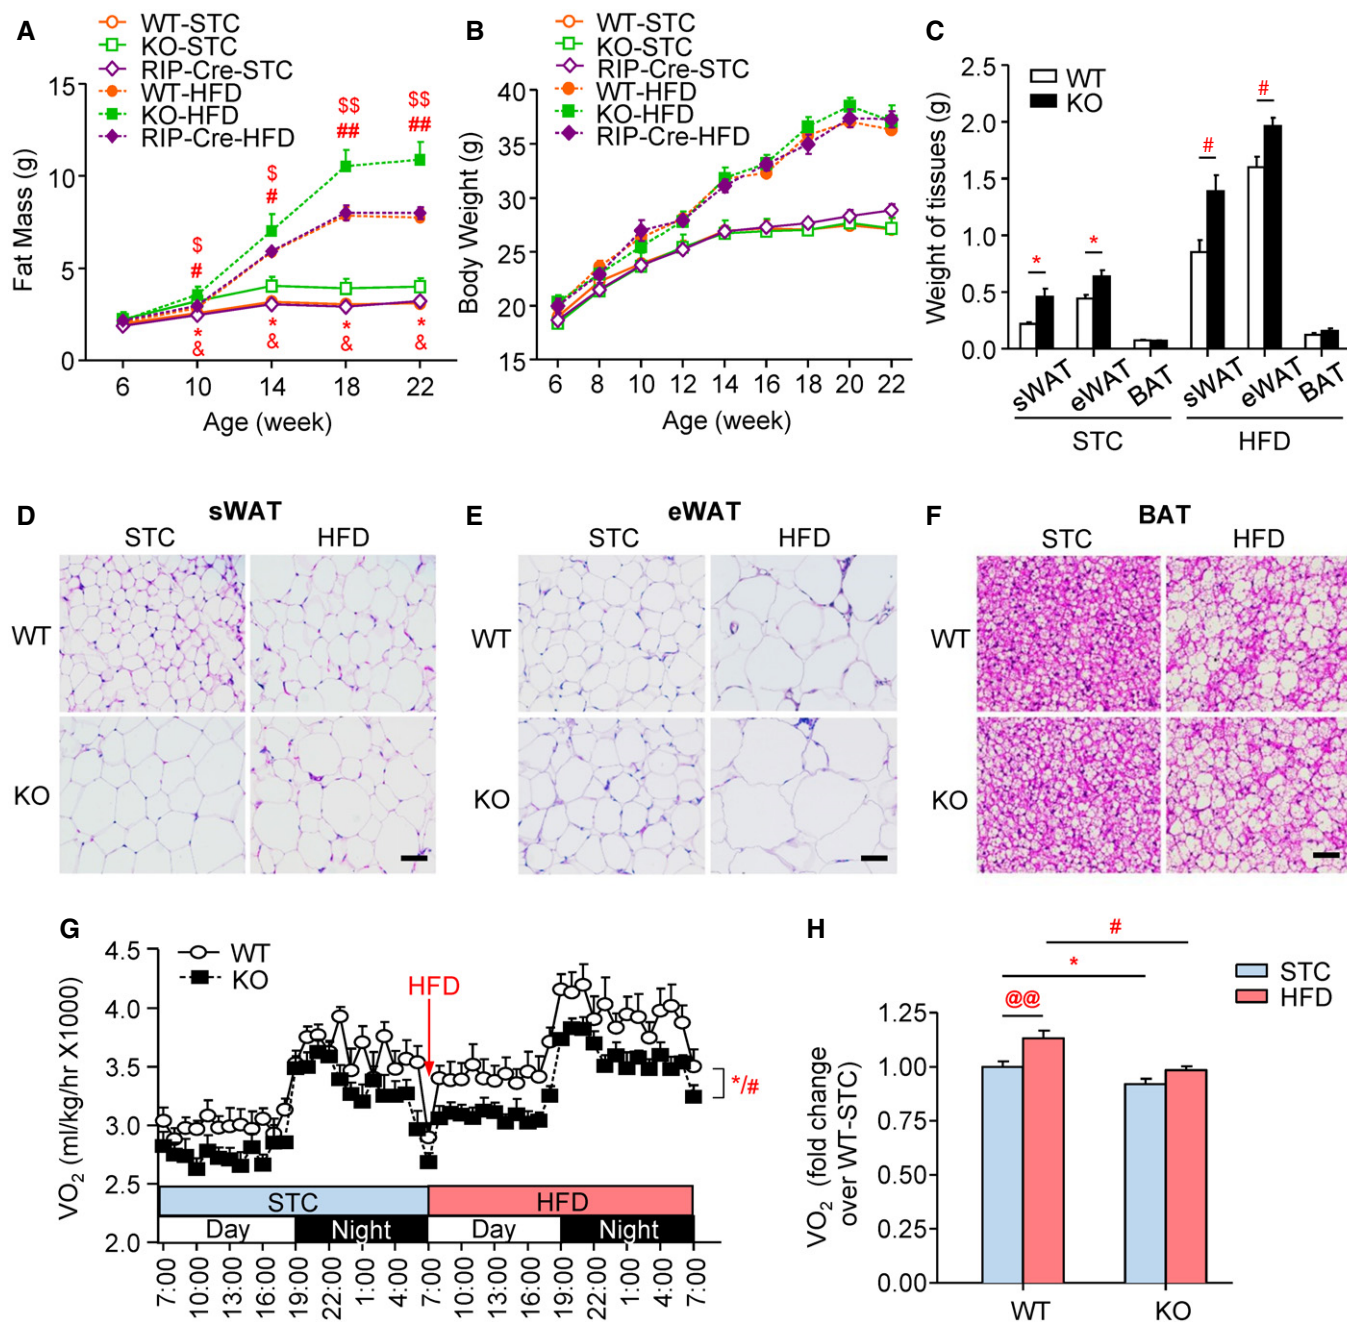 A
WT-STC
KO-STC
RIP-Cre-STC
WT-HFD
KO-HFD
RIP-Cre-HFD
Fat Mass (g)
15
10
5
0
$ $ $$ $$
# # ## ##
* * * *
& & & &
6 10 14 18 22
Age (week)
B
WT-STC
KO-STC
RIP-Cre-STC
WT-HFD
KO-HFD
RIP-Cre-HFD
Body Weight (g)
40
35
30
25
20
15
6 8 10 12 14 16 18 20 22
Age (week)
C
WT
KO
Weight of tissues (g)
2.5
2.0
1.5
1.0
0.5
0.0
* * # #
sWAT eWAT BAT sWAT eWAT BAT
STC HFD
D
sWAT
STC HFD
WT
KO
E
eWAT
STC HFD
WT
KO
F
BAT
STC HFD
WT
KO
G
WT
KO
VO2 (ml/kg/hr X1000)
4.5
4.0
3.5
3.0
2.5
2.0
HFD
*/#
STC HFD
Day Night Day Night
7:00 10:00 13:00 16:00 19:00 22:00 1:00 4:00 7:00 10:00 13:00 16:00 19:00 22:00 1:00 4:00 7:00
H
#
*
@@
STC
HFD
VO2 (fold change
over WT-STC)
1.25
1.00
0.75
0.50
0.25
0.00
WT KO